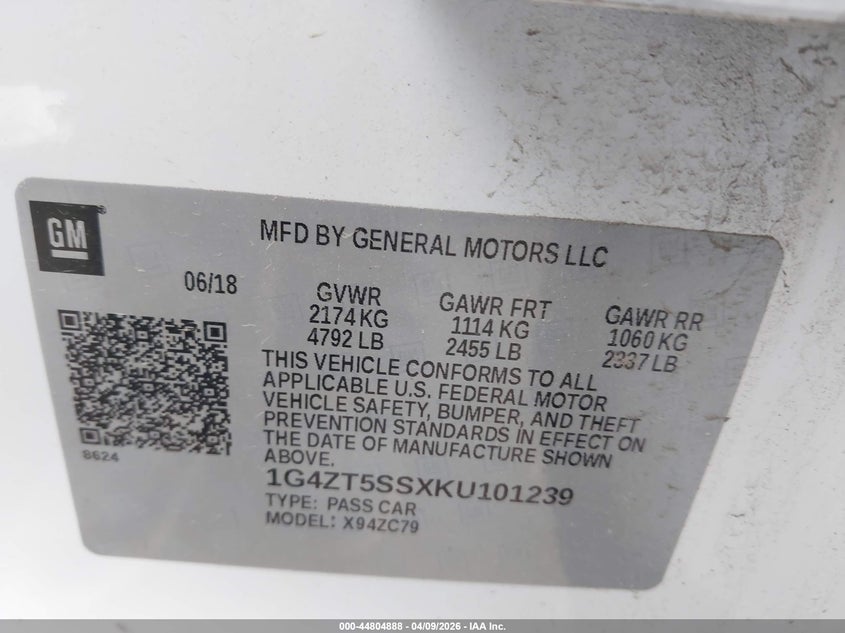 GM
MFD BY GENERAL MOTORS LLC
06/18
GVWR
2174 KG
4792 LB
GAWR FRT
1114 KG
2455 LB
GAWR RR
1060 KG
2337 LB
THIS VEHICLE CONFORMS TO ALL
APPLICABLE U.S. FEDERAL MOTOR
VEHICLE SAFETY, BUMPER, AND THEFT
PREVENTION STANDARDS IN EFFECT ON
THE DATE OF MANUFACTURE SHOWN
ABOVE.
8624
1G4ZT5SSXKU101239
TYPE: PASS CAR
MODEL: X94ZC79
000-44804888 | 04/09/2026 - IAA Inc.